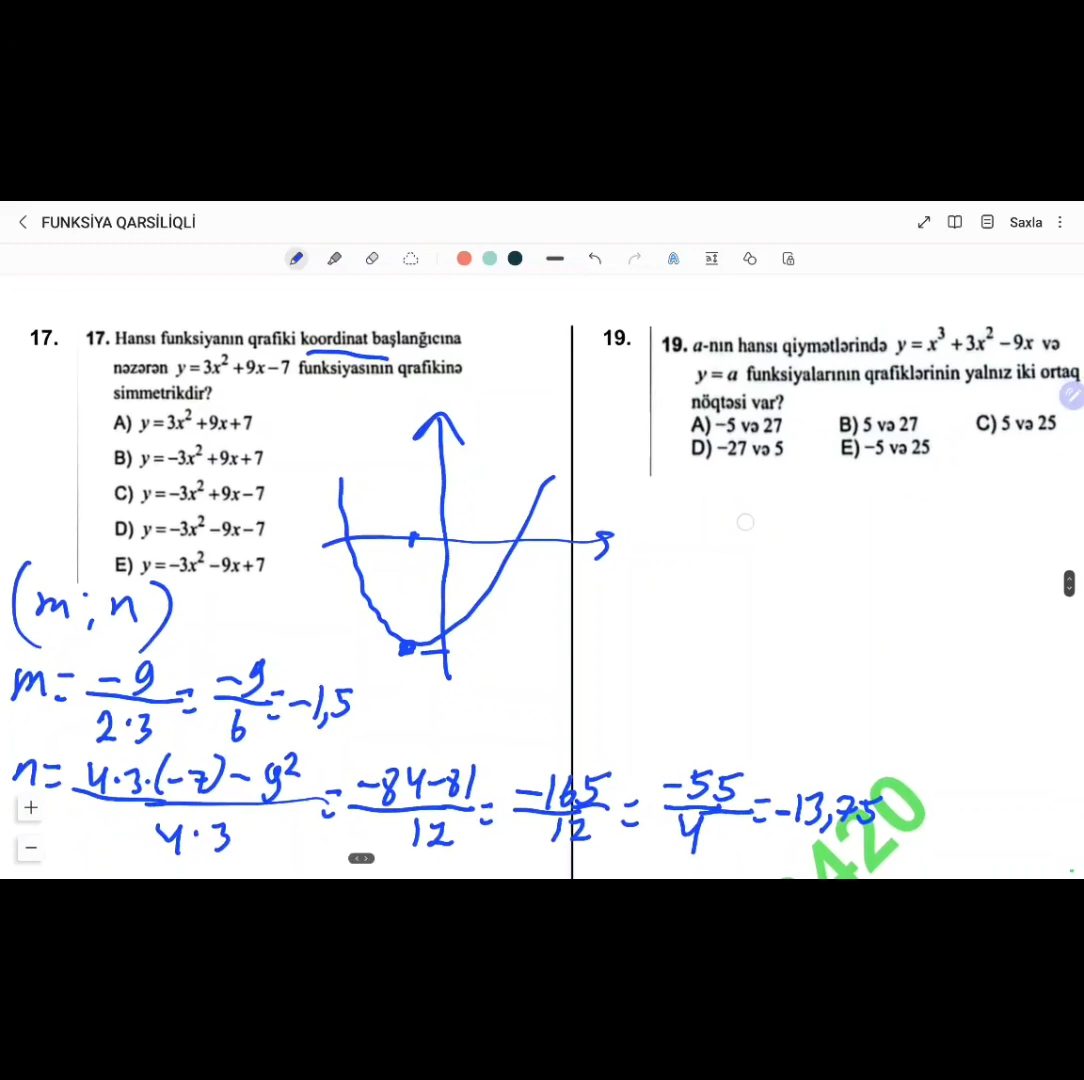 FUNKSİYA QARSİLİQLİ
Saxla
17.
17. Hansı funksiyanın qrafiki koordinat başlanğıcına
nəzərən y = 3x² + 9x − 7 funksiyasının qrafikinə
simmetrikdir?
A) y = 3x² + 9x + 7
B) y = −3x² + 9x + 7
C) y = −3x² + 9x − 7
D) y = −3x² − 9x − 7
E) y = −3x² − 9x + 7
(m; n)
m = −9/2·3 = −9/6 = −1,5
n = 4·3·(−7) − 9²/4·3 = −84−81/12 = −165/12 = −55/4 = −13,75
19.
19. a-nın hansı qiymətlərində y = x³ + 3x² − 9x və
y = a funksiyalarının qrafiklərinin yalnız iki ortaq
nöqtəsi var?
A) −5 və 27 B) 5 və 27 C) 5 və 25
D) −27 və 5 E) −5 və 25
420